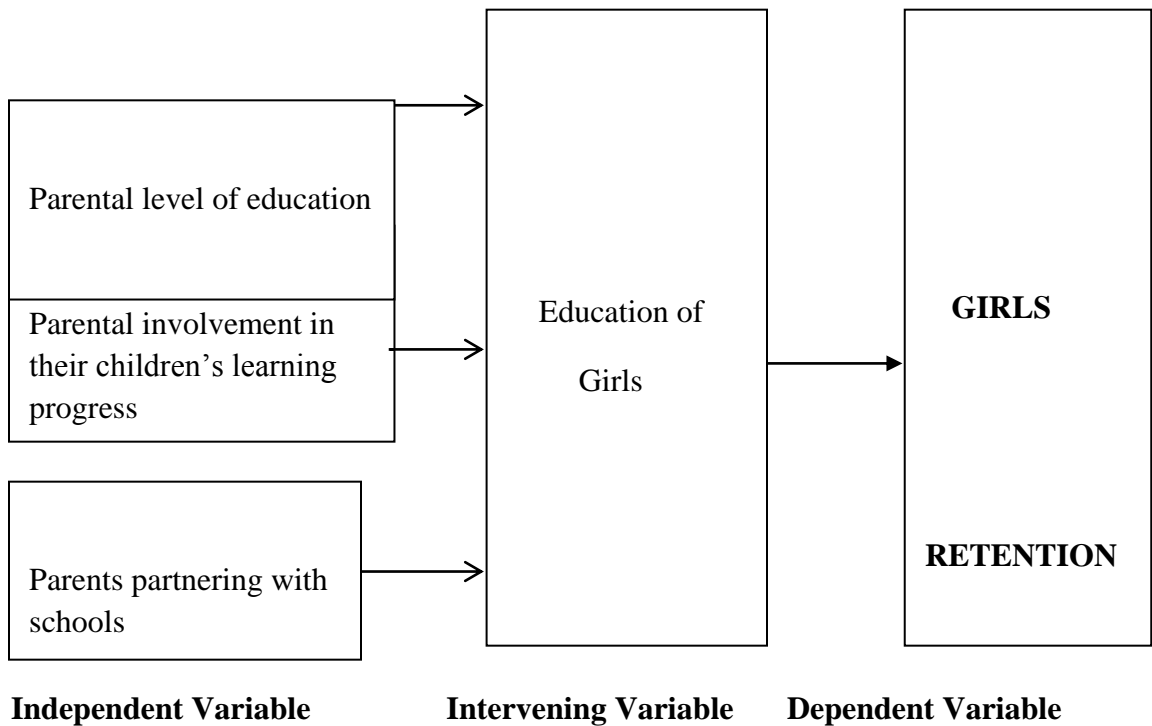 Parental level of education
Parental involvement in
their children's learning
progress
Parents partnering with
schools
Education of
Girls
GIRLS
RETENTION
Independent Variable
Intervening Variable
Dependent Variable